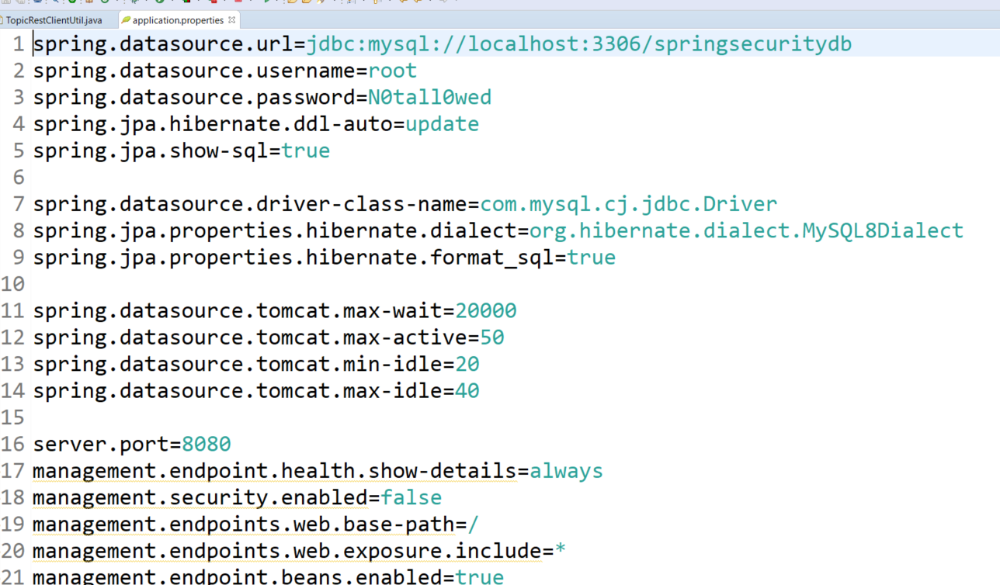 TopicRestClientUtil.java application.properties
1 spring.datasource.url=jdbc:mysql://localhost:3306/springsecuritydb
2 spring.datasource.username=root
3 spring.datasource.password=N0tall0wed
4 spring.jpa.hibernate.ddl-auto=update
5 spring.jpa.show-sql=true
6
7 spring.datasource.driver-class-name=com.mysql.cj.jdbc.Driver
8 spring.jpa.properties.hibernate.dialect=org.hibernate.dialect.MySQL8Dialect
9 spring.jpa.properties.hibernate.format_sql=true
10
11 spring.datasource.tomcat.max-wait=20000
12 spring.datasource.tomcat.max-active=50
13 spring.datasource.tomcat.min-idle=20
14 spring.datasource.tomcat.max-idle=40
15
16 server.port=8080
17 management.endpoint.health.show-details=always
18 management.security.enabled=false
19 management.endpoints.web.base-path=/
20 management.endpoints.web.exposure.include=*
21 management.endpoint.beans.enabled=true